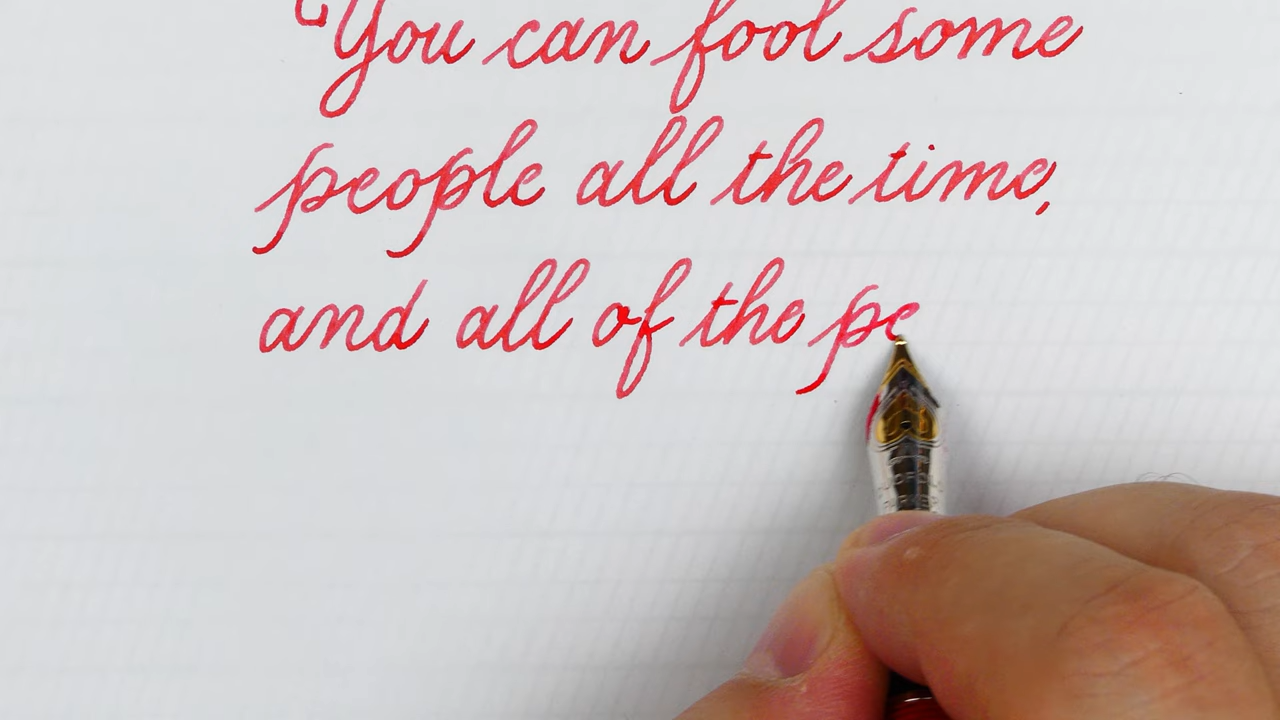 You can fool some
people all the time,
and all of the pe